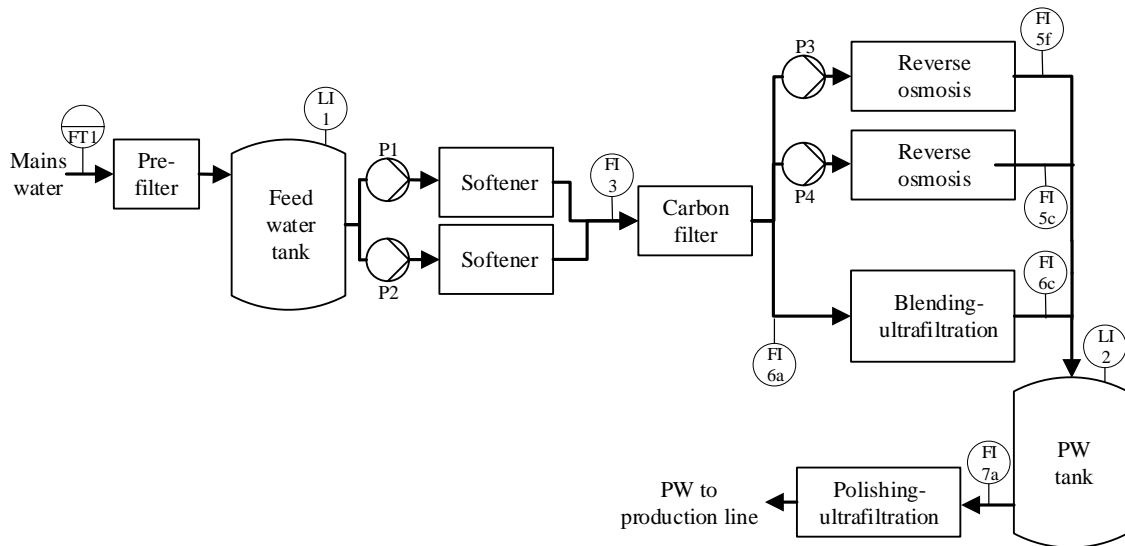 FT1
Mains
water
Pre-
filter
LI
1
Feed
water
tank
P1
P2
Softener
Softener
FI
3
Carbon
filter
P3
P4
Reverse
osmosis
Reverse
osmosis
FI
5f
FI
5c
FI
6a
Blending-
ultrafiltration
FI
6c
LI
2
PW
tank
FI
7a
Polishing-
ultrafiltration
PW to
production line